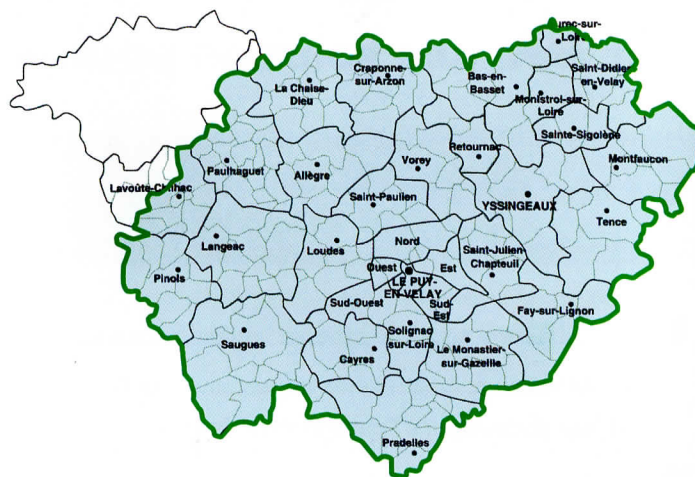 Loire
La Chaise-
Dieu
Craponne-
sur-Arzon
Bas-en-
Basset
Saint-Didier
en-Velay
Monistrol-sur-
Loire
Sainte-Sigolène
Paulhaguet
Allègre
Vorey
Retournac
Montfaucon
Lavoûte-Chilhac
Saint-Paulien
YSSINGEAUX
Tence
Langeac
Loudes
Nord
Saint-Julien-
Chapteuil
Ouest
Est
Pinols
LE PUY-
EN-VELAY
Sud-Ouest
Sud-
Est
Fay-sur-Lignon
Saugues
Cayres
Solignac
sur-Loire
Le Monastier-
sur-Gazeille
Pradelles